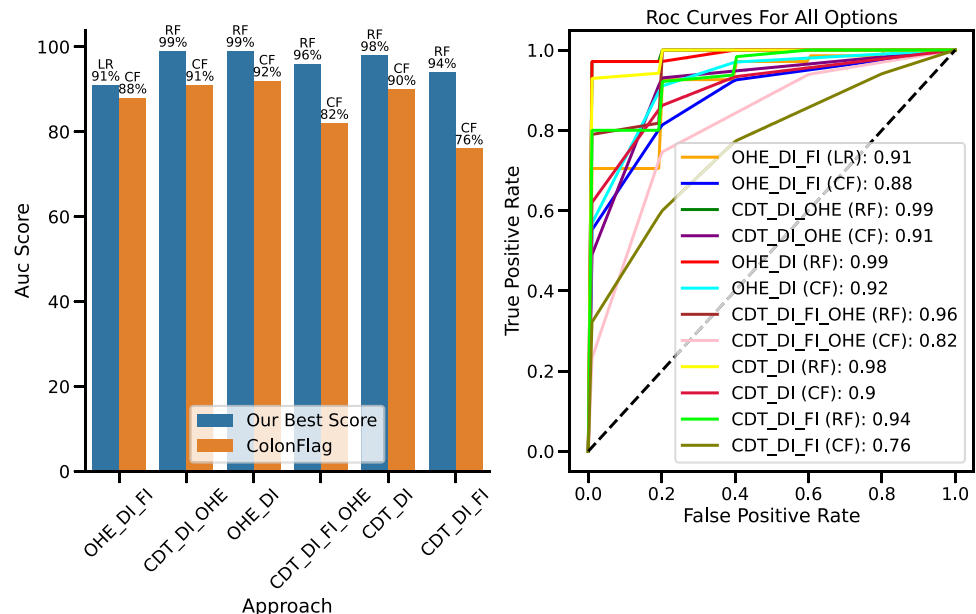 Auc Score
100
80
60
40
20
0
LR
91%
CF
88%
RF
99%
CF
91%
RF
99%
CF
92%
RF
96%
CF
82%
RF
98%
CF
90%
RF
94%
CF
76%
Our Best Score
ColonFlag
OHE_DI_FI
CDT_DI_OHE
OHE_DI
CDT_DI_FI_OHE
CDT_DI
CDT_DI_FI
Approach
Roc Curves For All Options
True Positive Rate
1.0
0.8
0.6
0.4
0.2
0.0
OHE_DI_FI (LR): 0.91
OHE_DI_FI (CF): 0.88
CDT_DI_OHE (RF): 0.99
CDT_DI_OHE (CF): 0.91
OHE_DI (RF): 0.99
OHE_DI (CF): 0.92
CDT_DI_FI_OHE (RF): 0.96
CDT_DI_FI_OHE (CF): 0.82
CDT_DI (RF): 0.98
CDT_DI (CF): 0.9
CDT_DI_FI (RF): 0.94
CDT_DI_FI (CF): 0.76
0.0 0.2 0.4 0.6 0.8 1.0
False Positive Rate